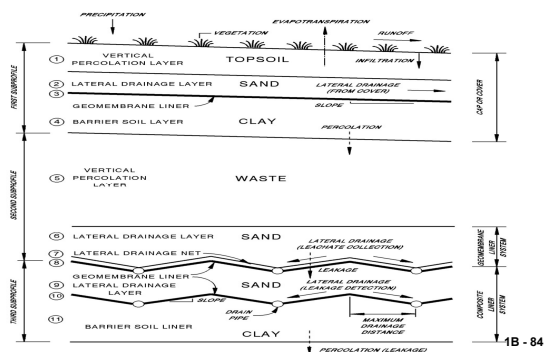 PRECIPITATION
VEGETATION
EVAPOTRANSPIRATION
RUNOFF
1 VERTICAL PERCOLATION LAYER
TOPSOIL
INFILTRATION
2 LATERAL DRAINAGE LAYER
SAND
LATERAL DRAINAGE (FROM COVER)
3
GEOMEMBRANE LINER
SLOPE
4 BARRIER SOIL LAYER
CLAY
PERCOLATION
FIRST SUBPROFILE
CAP OR COVER
5 VERTICAL PERCOLATION LAYER
WASTE
SECOND SUBPROFILE
6 LATERAL DRAINAGE LAYER
SAND
LATERAL DRAINAGE (LEACHATE COLLECTION)
7 LATERAL DRAINAGE NET
8
GEOMEMBRANE LINER
LEAKAGE
GEOMEMBRANE LINER SYSTEM
9 LATERAL DRAINAGE LAYER
SAND
LATERAL DRAINAGE (LEAKAGE DETECTION)
10
SLOPE
DRAIN PIPE
MAXIMUM DRAINAGE DISTANCE
11
BARRIER SOIL LINER
CLAY
PERCOLATION (LEAKAGE)
THIRD SUBPROFILE
COMPOSITE LINER SYSTEM
1B - 84